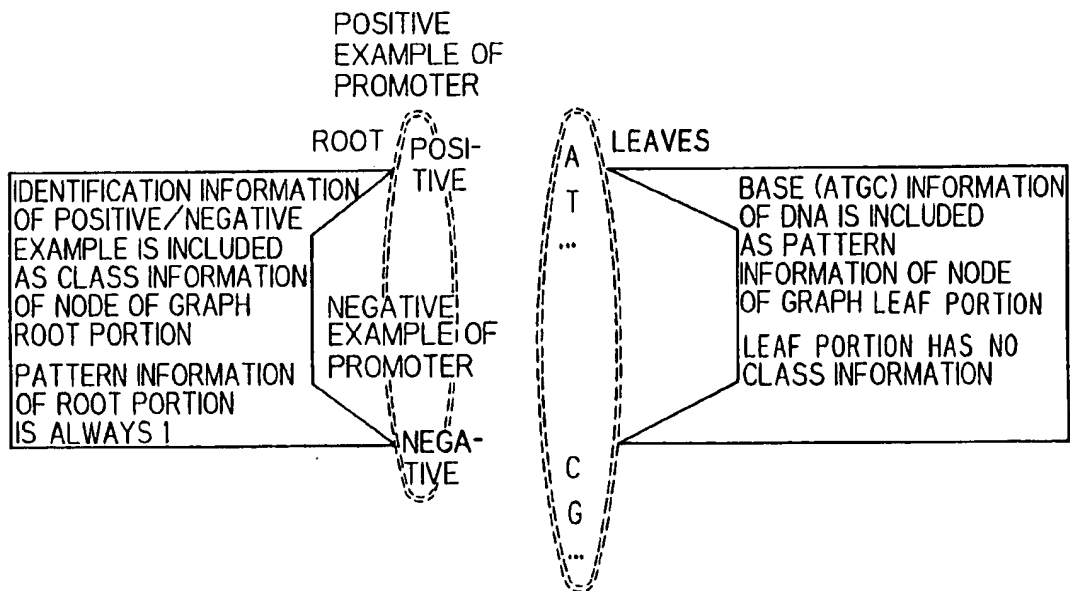 POSITIVE
EXAMPLE OF
PROMOTER
ROOT
POSI-
TIVE
IDENTIFICATION INFORMATION
OF POSITIVE/NEGATIVE
EXAMPLE IS INCLUDED
AS CLASS INFORMATION
OF NODE OF GRAPH
ROOT PORTION
PATTERN INFORMATION
OF ROOT PORTION
IS ALWAYS 1
NEGATIVE
EXAMPLE OF
PROMOTER
NEGA-
TIVE
A
T
...
C
G
...
LEAVES
BASE (ATGC) INFORMATION
OF DNA IS INCLUDED
AS PATTERN
INFORMATION OF NODE
OF GRAPH LEAF PORTION
LEAF PORTION HAS NO
CLASS INFORMATION